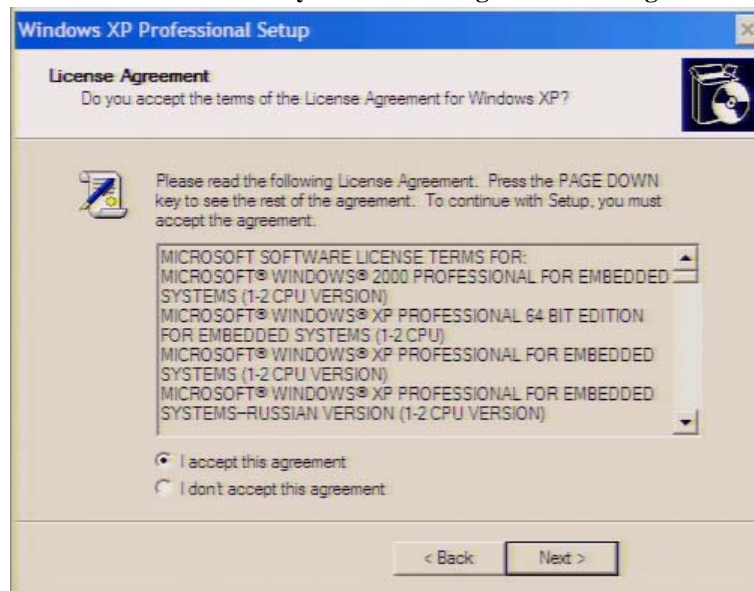 Windows XP Professional Setup
License Agreement
Do you accept the terms of the License Agreement for Windows XP?
Please read the following License Agreement. Press the PAGE DOWN
key to see the rest of the agreement. To continue with Setup, you must
accept the agreement.
MICROSOFT SOFTWARE LICENSE TERMS FOR:
MICROSOFT® WINDOWS® 2000 PROFESSIONAL FOR EMBEDDED
SYSTEMS (1-2 CPU VERSION)
MICROSOFT® WINDOWS® XP PROFESSIONAL 64 BIT EDITION
FOR EMBEDDED SYSTEMS (1-2 CPU)
MICROSOFT® WINDOWS® XP PROFESSIONAL FOR EMBEDDED
SYSTEMS (1-2 CPU VERSION)
MICROSOFT® WINDOWS® XP PROFESSIONAL FOR EMBEDDED
SYSTEMS–RUSSIAN VERSION (1-2 CPU VERSION)
I accept this agreement
I don't accept this agreement
< Back Next >